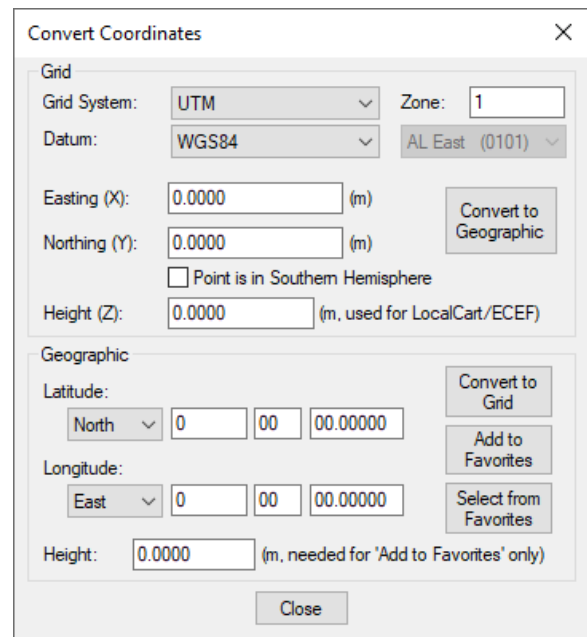 Convert Coordinates
Grid
Grid System: UTM Zone: 1
Datum: WGS84 AL East (0101)
Easting (X): 0.0000 (m)
Convert to
Geographic
Northing (Y): 0.0000 (m)
Point is in Southern Hemisphere
Height (Z): 0.0000 (m, used for LocalCart/ECEF)
Geographic
Latitude:
North 0 00 00.00000
Convert to
Grid
Add to
Favorites
Longitude:
East 0 00 00.00000
Select from
Favorites
Height: 0.0000 (m, needed for 'Add to Favorites' only)
Close